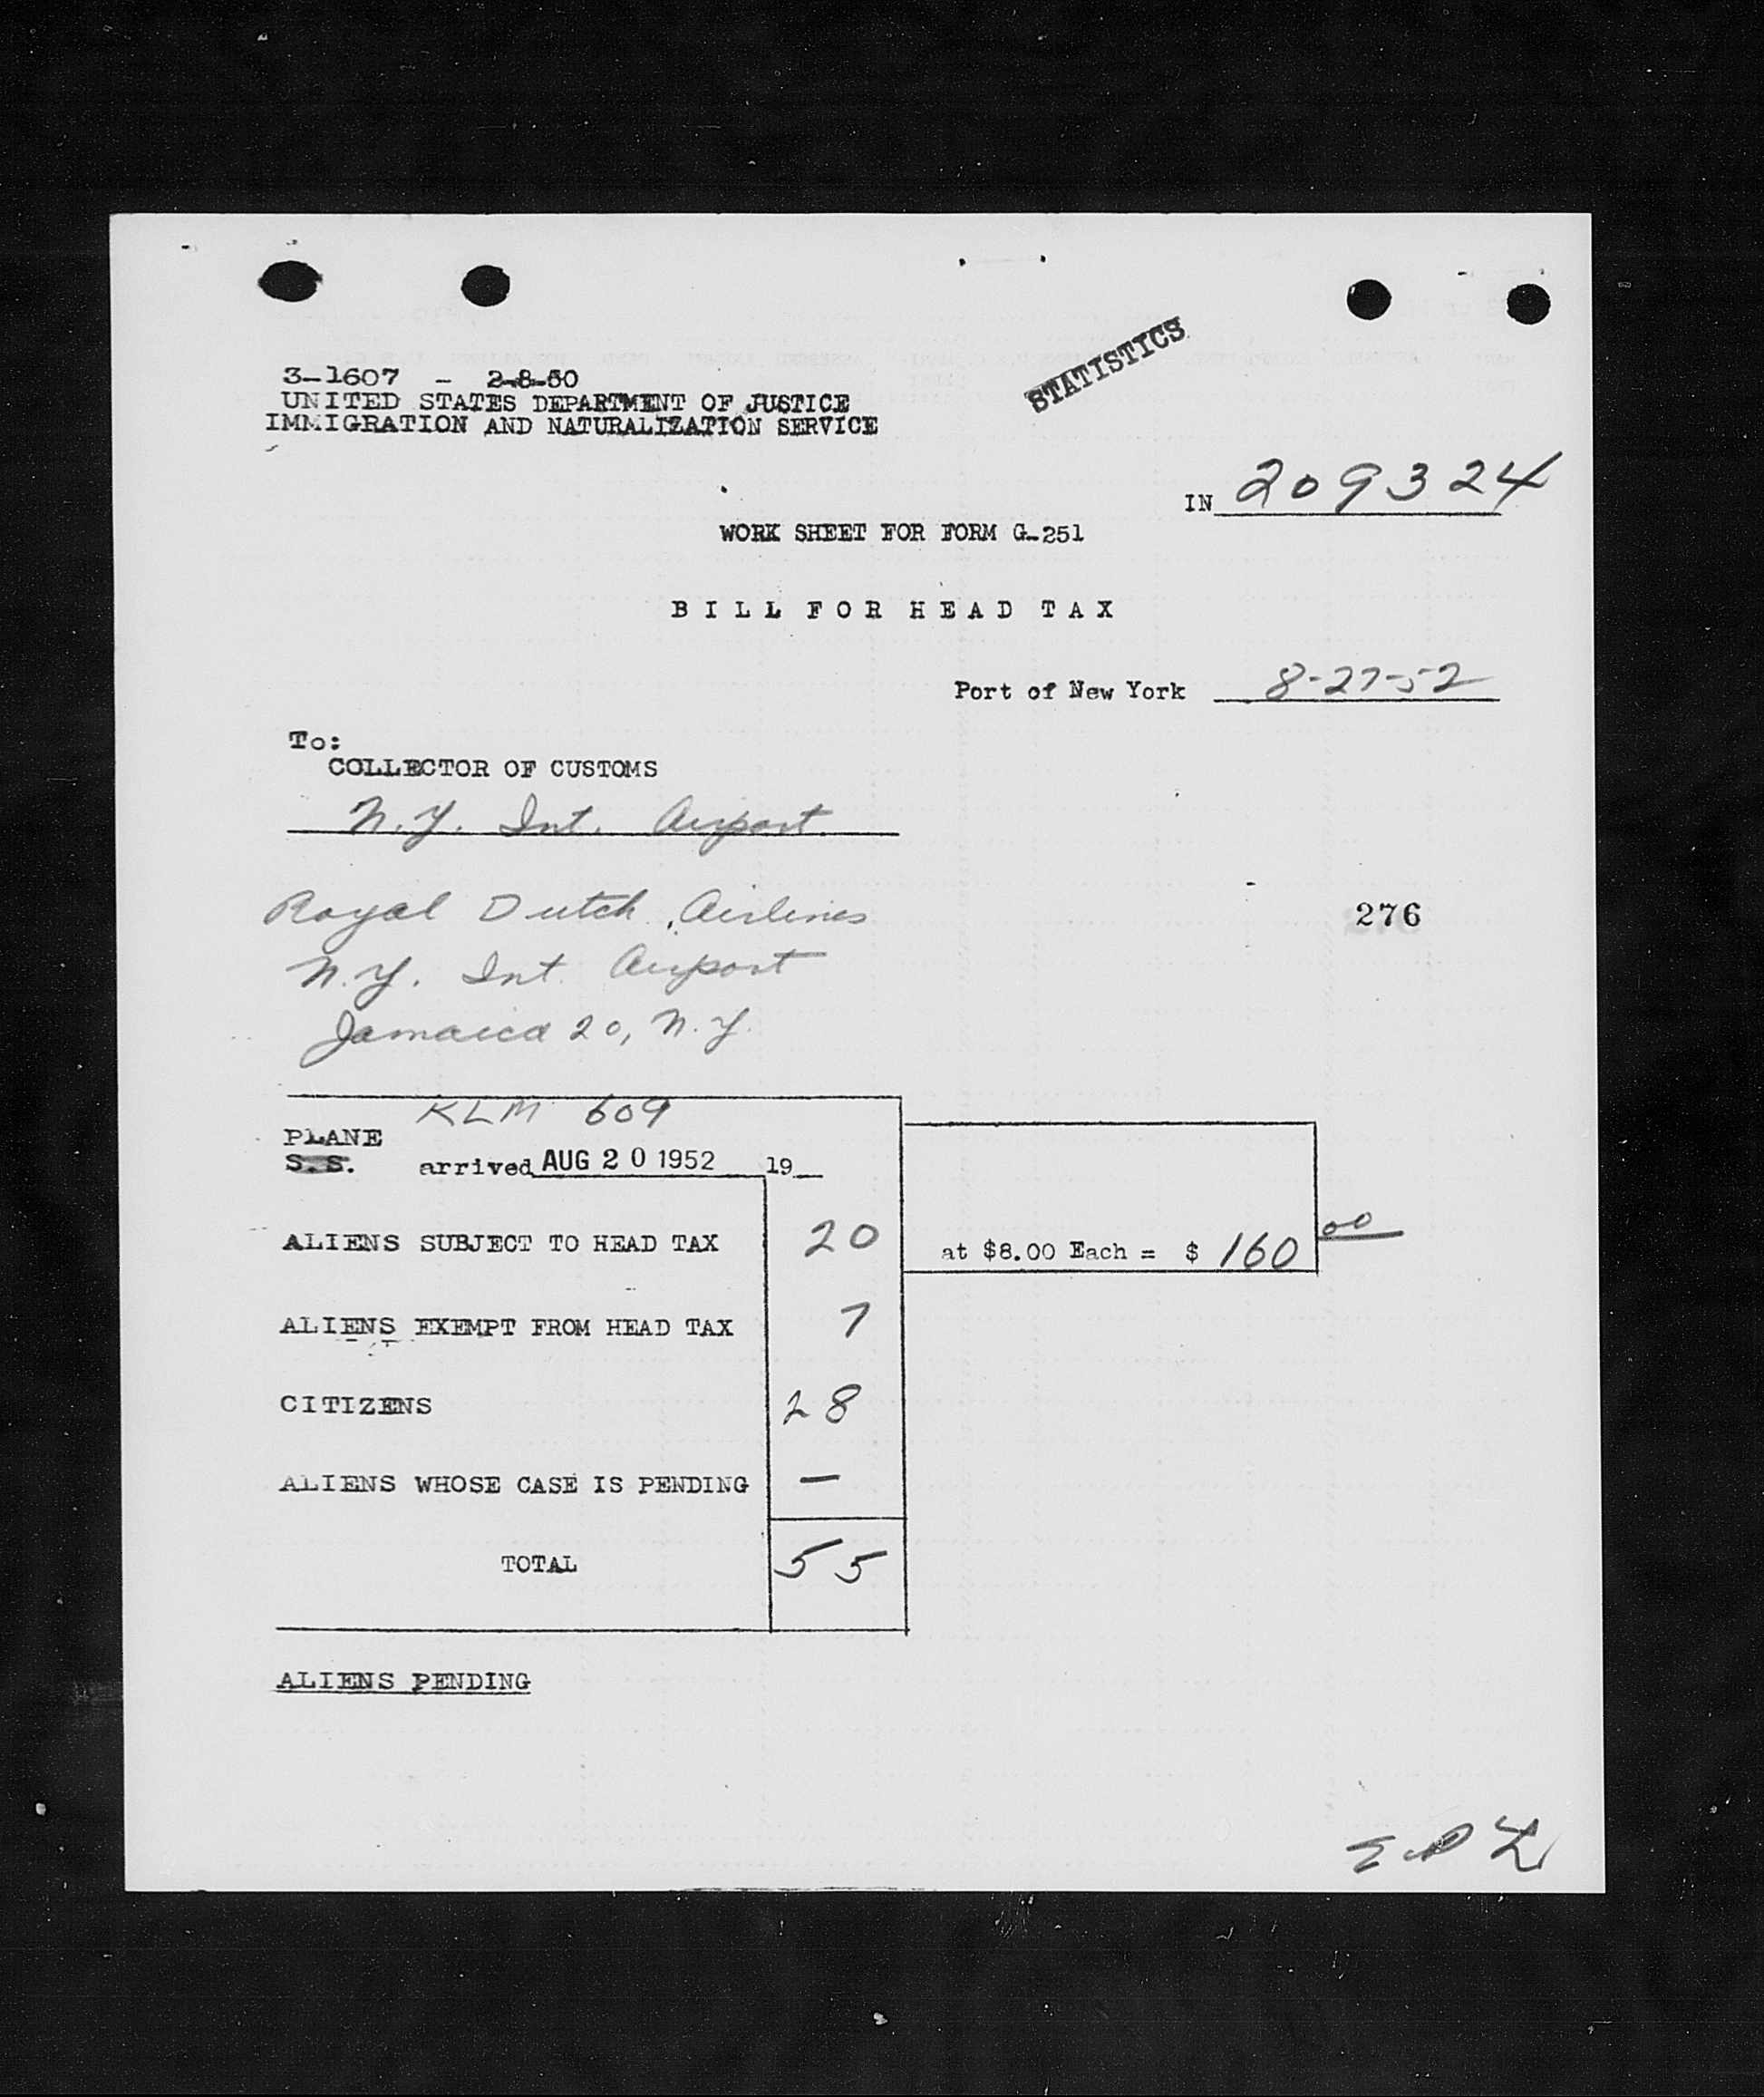 STATISTICS
3-1607 - 2-8-50
UNITED STATES DEPARTMENT OF JUSTICE
IMMIGRATION AND NATURALIZATION SERVICE
IN 209324
WORK SHEET FOR FORM G-251
BILL FOR HEAD TAX
Port of New York 8-27-52
To:
COLLECTOR OF CUSTOMS
N.Y. Int. Airport
Royal Dutch Airlines
276
N.Y. Int. Airport
Jamaica 20, N.Y.
KLM 609
PLANE
S.S. arrived AUG 20 1952 19
ALIENS SUBJECT TO HEAD TAX 20 at $8.00 Each = $ 160 00
ALIENS EXEMPT FROM HEAD TAX 7
CITIZENS 28
ALIENS WHOSE CASE IS PENDING —
TOTAL 55
ALIENS PENDING